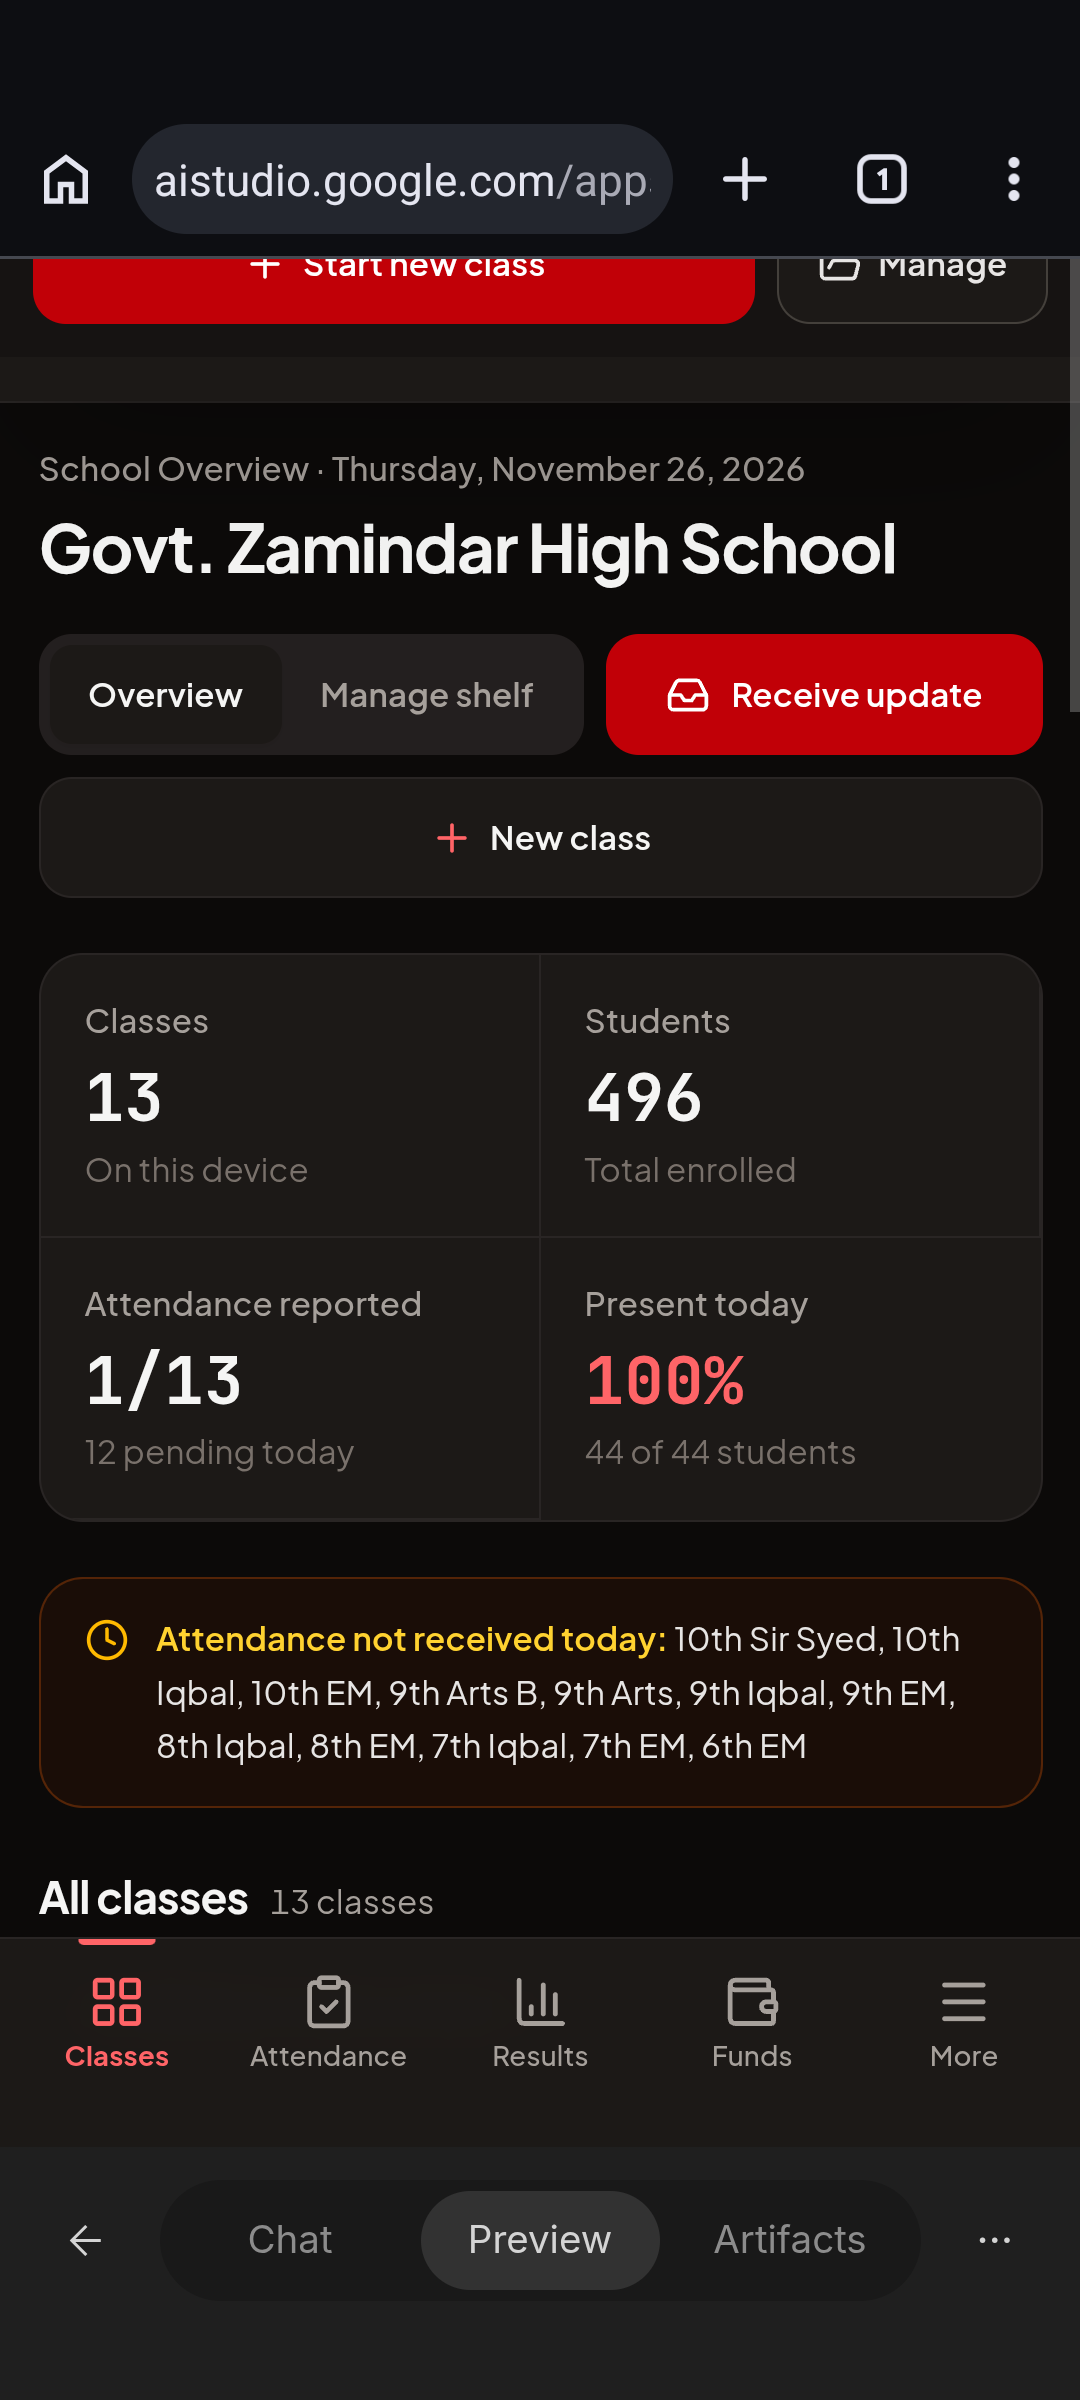 aistudio.google.com/app
1
Start new class
Manage
School Overview · Thursday, November 26, 2026
Govt. Zamindar High School
Overview
Manage shelf
Receive update
New class
Classes
13
On this device
Students
496
Total enrolled
Attendance reported
1/13
12 pending today
Present today
100%
44 of 44 students
Attendance not received today: 10th Sir Syed, 10th
Iqbal, 10th EM, 9th Arts B, 9th Arts, 9th Iqbal, 9th EM,
8th Iqbal, 8th EM, 7th Iqbal, 7th EM, 6th EM
All classes 13 classes
Classes
Attendance
Results
Funds
More
Chat
Preview
Artifacts